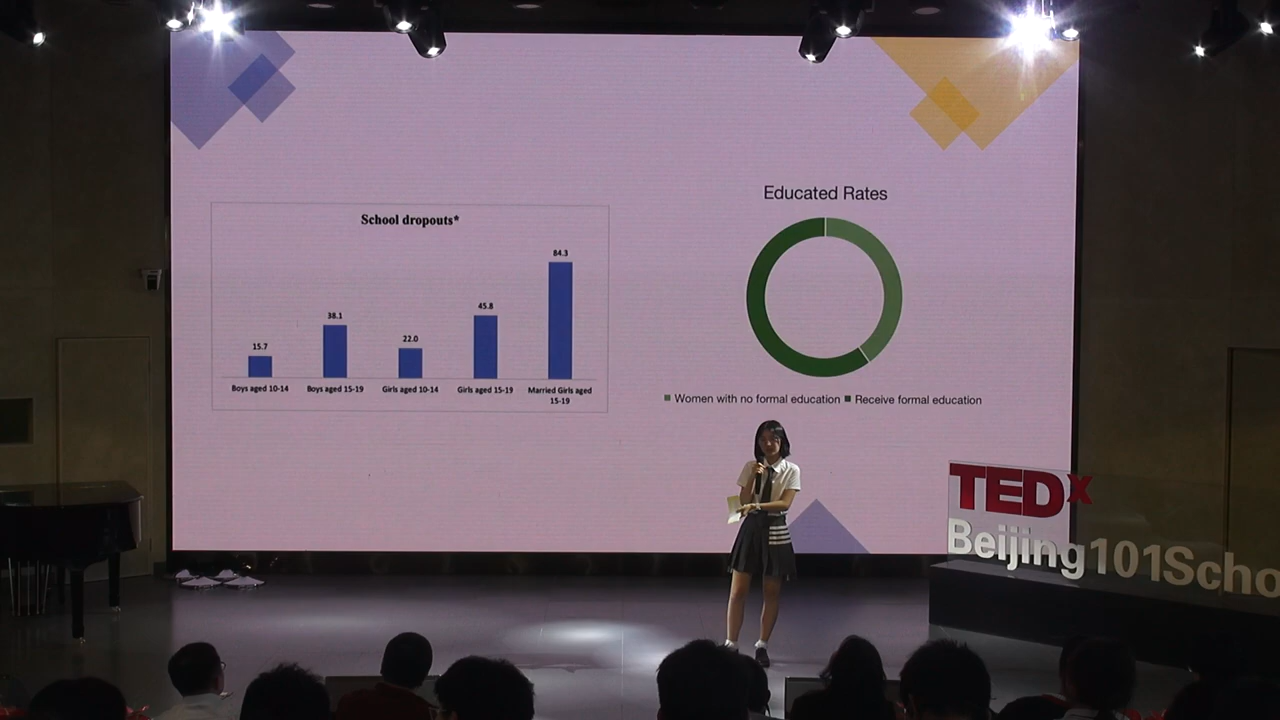 School dropouts*
84.3
45.8
38.1
22.0
15.7
Boys aged 10-14
Boys aged 15-19
Girls aged 10-14
Girls aged 15-19
Married Girls aged
15-19
Educated Rates
Women with no formal education Receive formal education
TEDx
Beijing101Scho